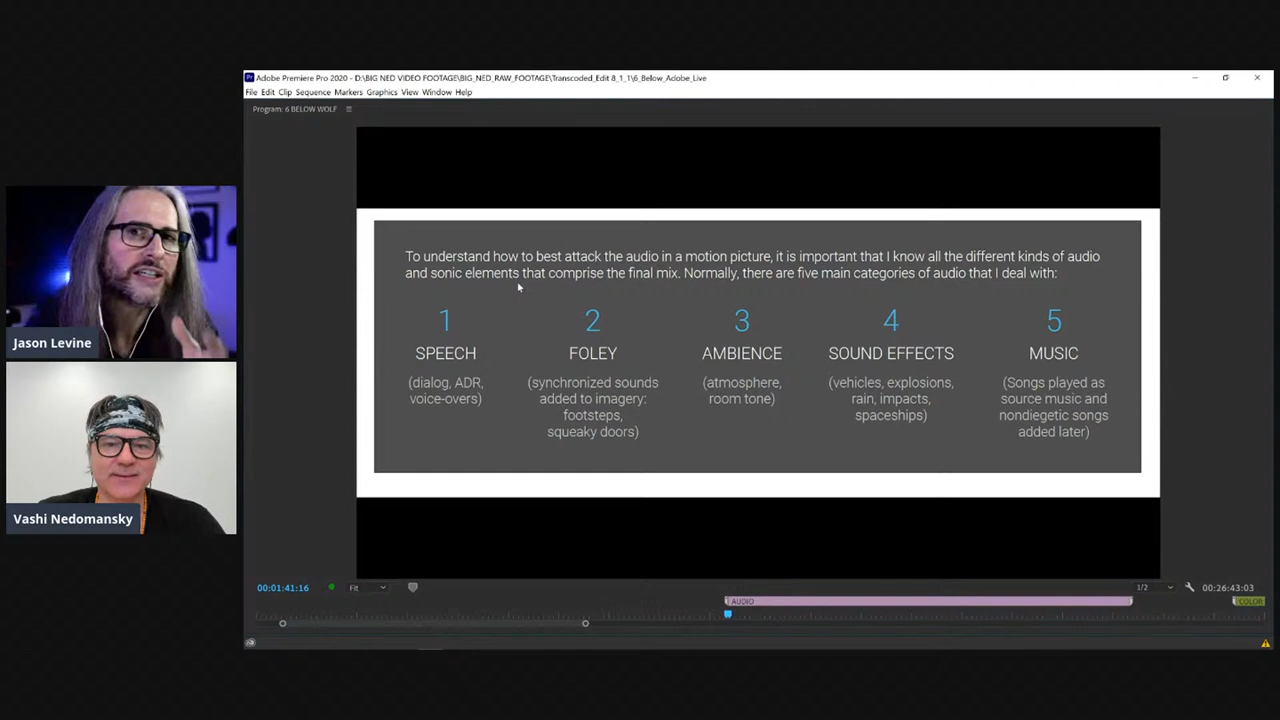 Adobe Premiere Pro 2020 - D:\BIG NED VIDEO FOOTAGE\BIG_NED_RAW_FOOTAGE\Transcoded_Edit 8_1_1\6_Below_Adobe_Live
File Edit Clip Sequence Markers Graphics View Window Help
Program: 6 BELOW WOLF
To understand how to best attack the audio in a motion picture, it is important that I know all the different kinds of audio
and sonic elements that comprise the final mix. Normally, there are five main categories of audio that I deal with:
1
SPEECH
(dialog, ADR,
voice-overs)
2
FOLEY
(synchronized sounds
added to imagery:
footsteps,
squeaky doors)
3
AMBIENCE
(atmosphere,
room tone)
4
SOUND EFFECTS
(vehicles, explosions,
rain, impacts,
spaceships)
5
MUSIC
(Songs played as
source music and
nondiegetic songs
added later)
Jason Levine
Vashi Nedomansky
00:01:41:16
Fit
1/2
00:26:43:03
AUDIO
COLOR